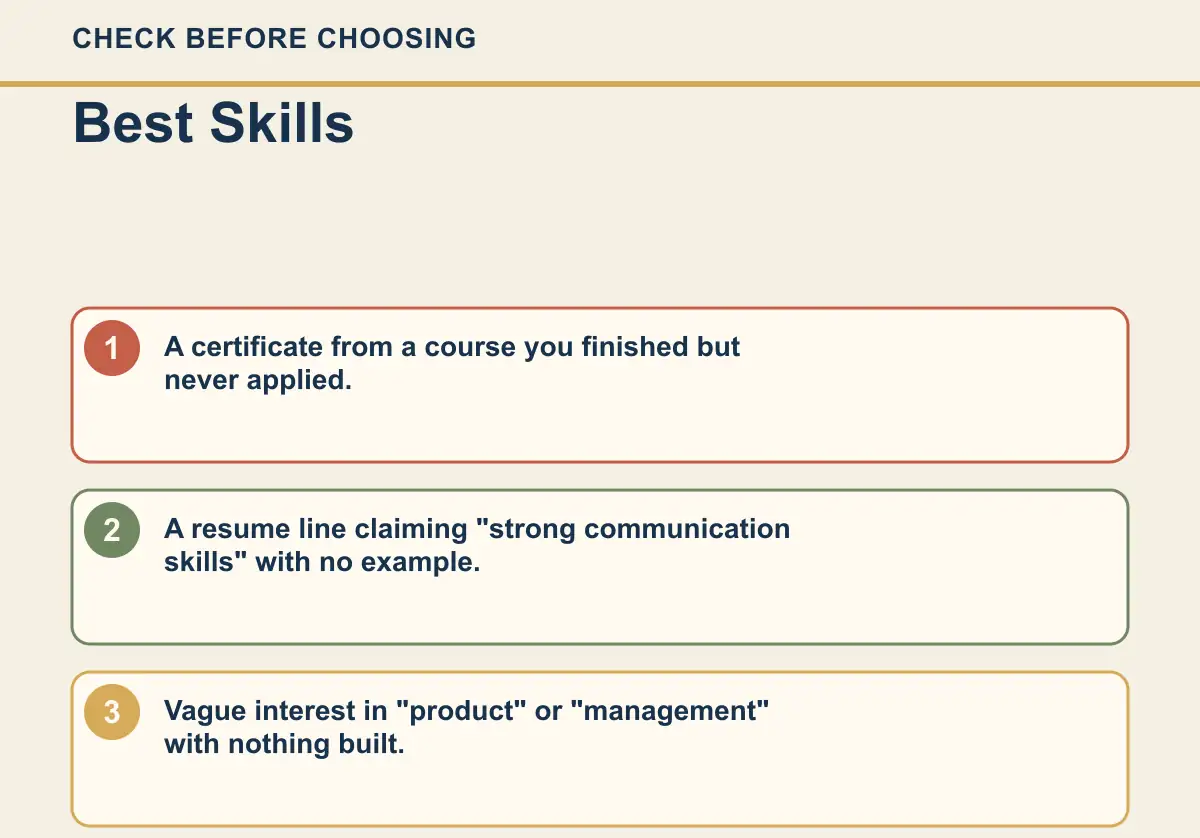 CHECK BEFORE CHOOSING
Best Skills
1
A certificate from a course you finished but
never applied.
2
A resume line claiming "strong communication
skills" with no example.
3
Vague interest in "product" or "management"
with nothing built.